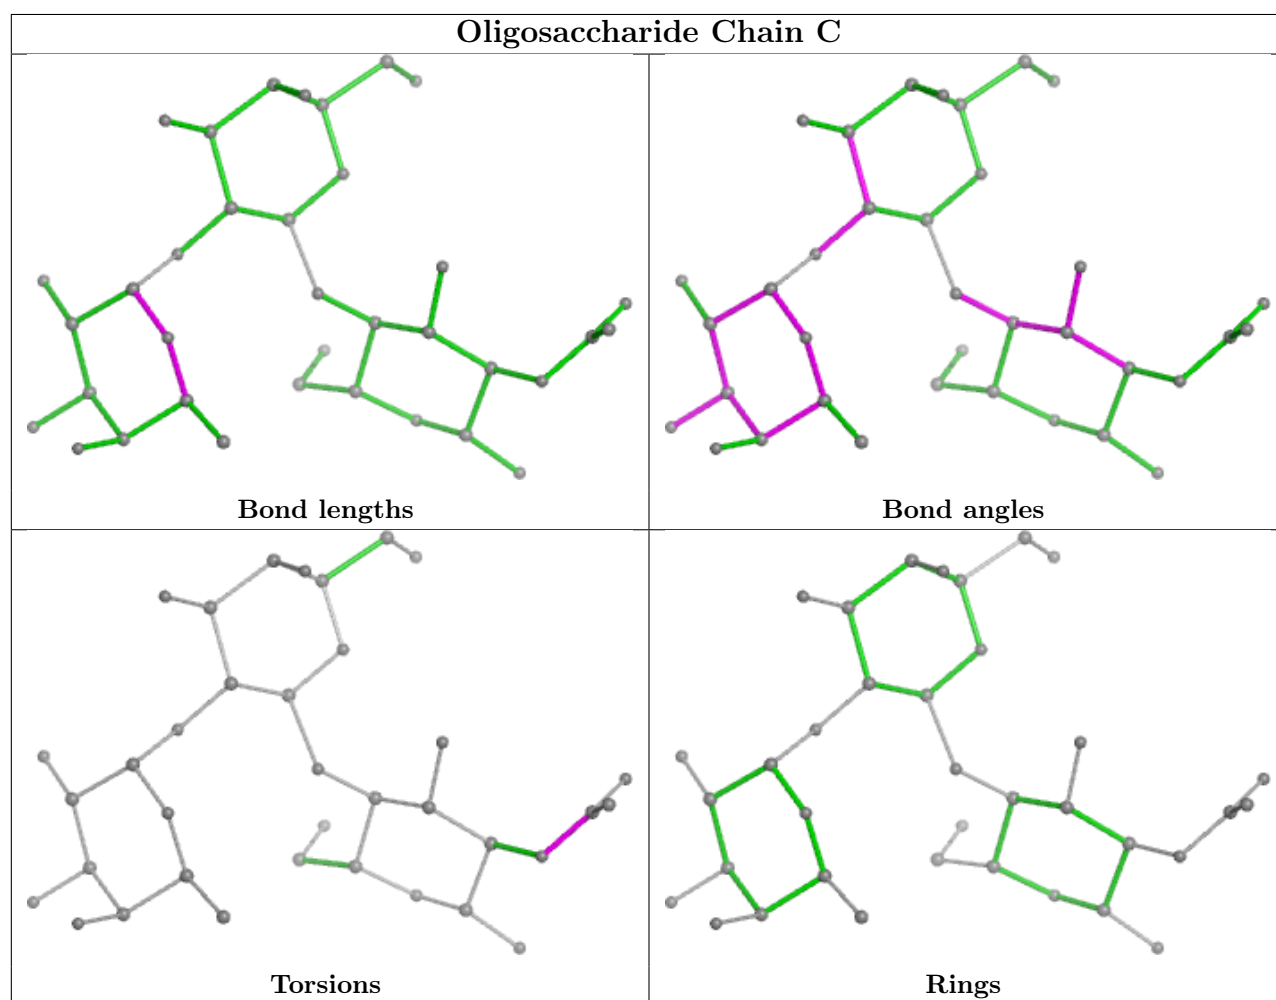 Oligosaccharide Chain C
Bond lengths
Bond angles
Torsions
Rings